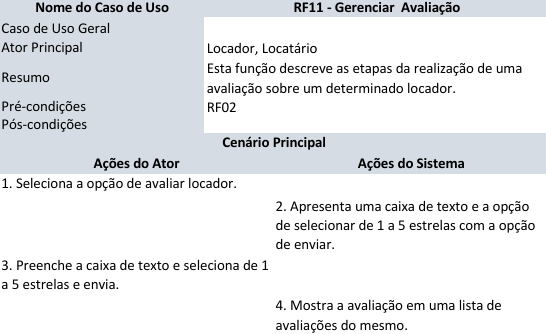 Nome do Caso de Uso RF11 - Gerenciar Avaliação
Caso de Uso Geral
Ator Principal Locador, Locatário
Resumo Esta função descreve as etapas da realização de uma
avaliação sobre um determinado locador.
Pré-condições RF02
Pós-condições
Cenário Principal
Ações do Ator Ações do Sistema
1. Seleciona a opção de avaliar locador.
2. Apresenta uma caixa de texto e a opção
de selecionar de 1 a 5 estrelas com a opção
de enviar.
3. Preenche a caixa de texto e seleciona de 1
a 5 estrelas e envia.
4. Mostra a avaliação em uma lista de
avaliações do mesmo.